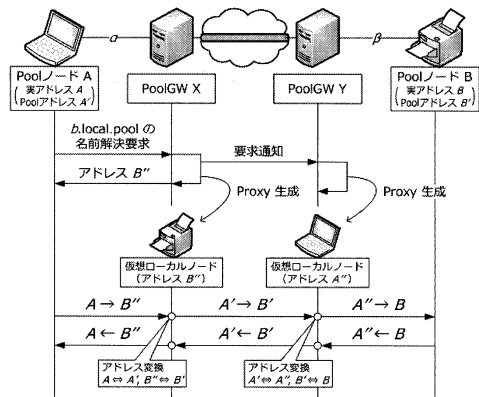 α
β
Poolノード A
(実アドレス A
Poolアドレス A')
PoolGW X
PoolGW Y
Poolノード B
(実アドレス B
Poolアドレス B')
b.local.pool の
名前解決要求
要求通知
アドレス B''
Proxy 生成
Proxy 生成
仮想ローカルノード
(アドレス B'')
仮想ローカルノード
(アドレス A'')
A → B''
A' → B'
A'' → B
A ← B''
A' ← B'
A'' ← B
アドレス変換
A ⇔ A', B'' ⇔ B'
アドレス変換
A' ⇔ A'', B' ⇔ B